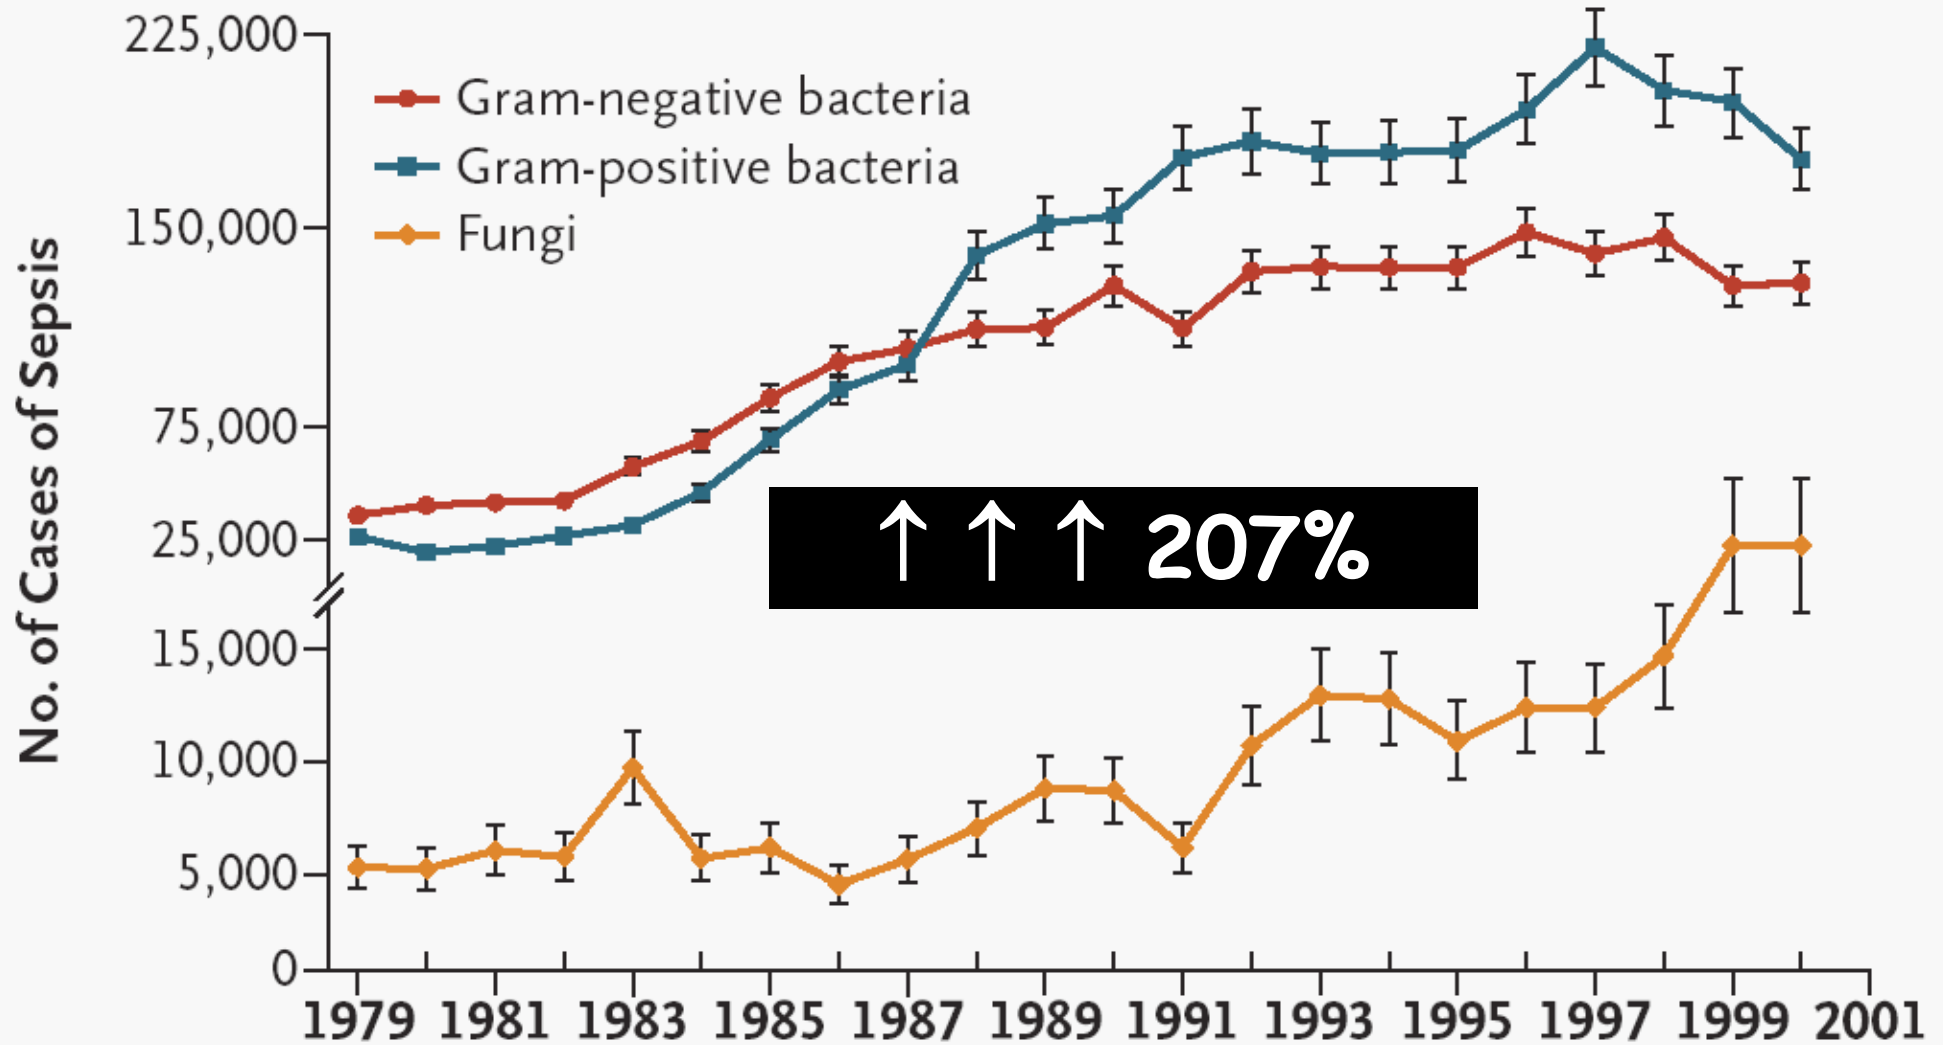 No. of Cases of Sepsis
225,000
150,000
75,000
25,000
15,000
10,000
5,000
0
Gram-negative bacteria
Gram-positive bacteria
Fungi
↑ ↑ ↑ 207%
1979 1981 1983 1985 1987 1989 1991 1993 1995 1997 1999 2001